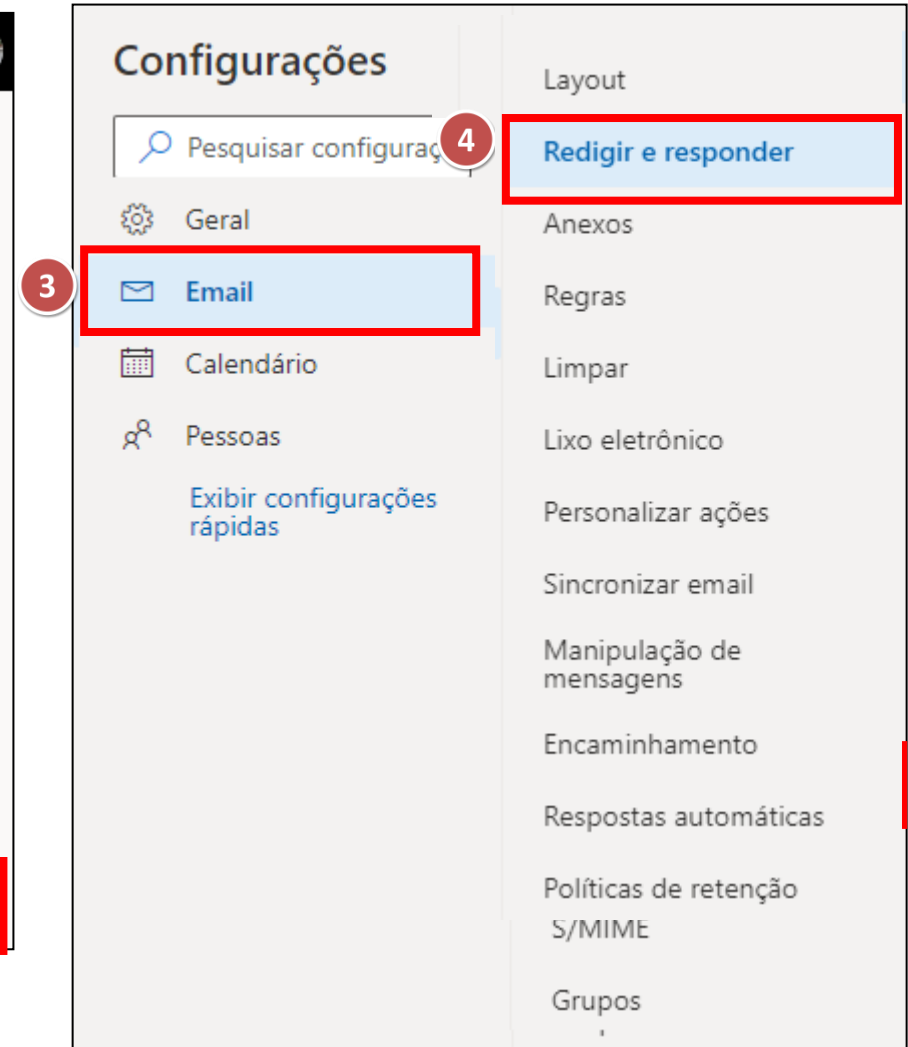 Configurações
Pesquisar configuraç
Geral
3
Email
Calendário
Pessoas
Exibir configurações
rápidas
Layout
4
Redigir e responder
Anexos
Regras
Limpar
Lixo eletrônico
Personalizar ações
Sincronizar email
Manipulação de
mensagens
Encaminhamento
Respostas automáticas
Políticas de retenção
S/MIME
Grupos